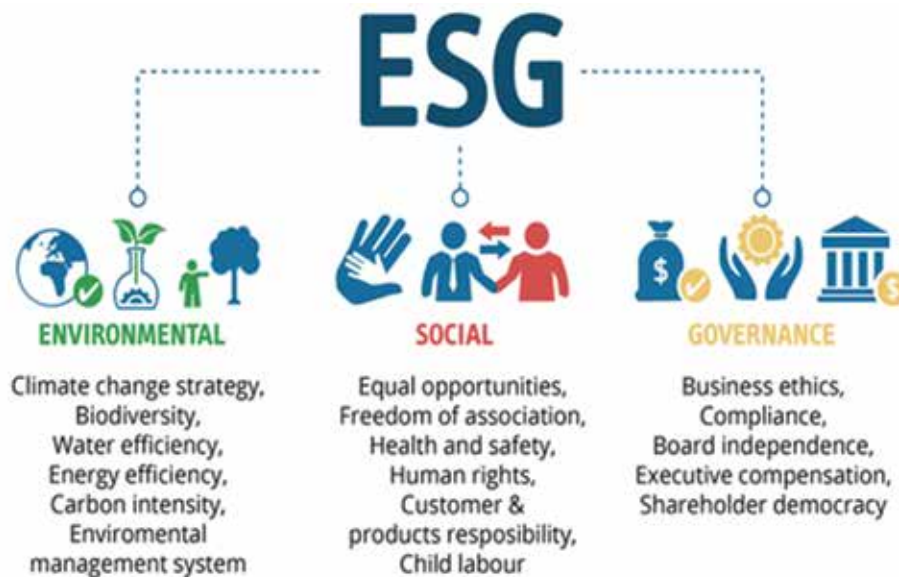 ESG
ENVIRONMENTAL
Climate change strategy,
Biodiversity,
Water efficiency,
Energy efficiency,
Carbon intensity,
Enviromental
management system
SOCIAL
Equal opportunities,
Freedom of association,
Health and safety,
Human rights,
Customer &
products resposibility,
Child labour
$
$
GOVERNANCE
Business ethics,
Compliance,
Board independence,
Executive compensation,
Shareholder democracy